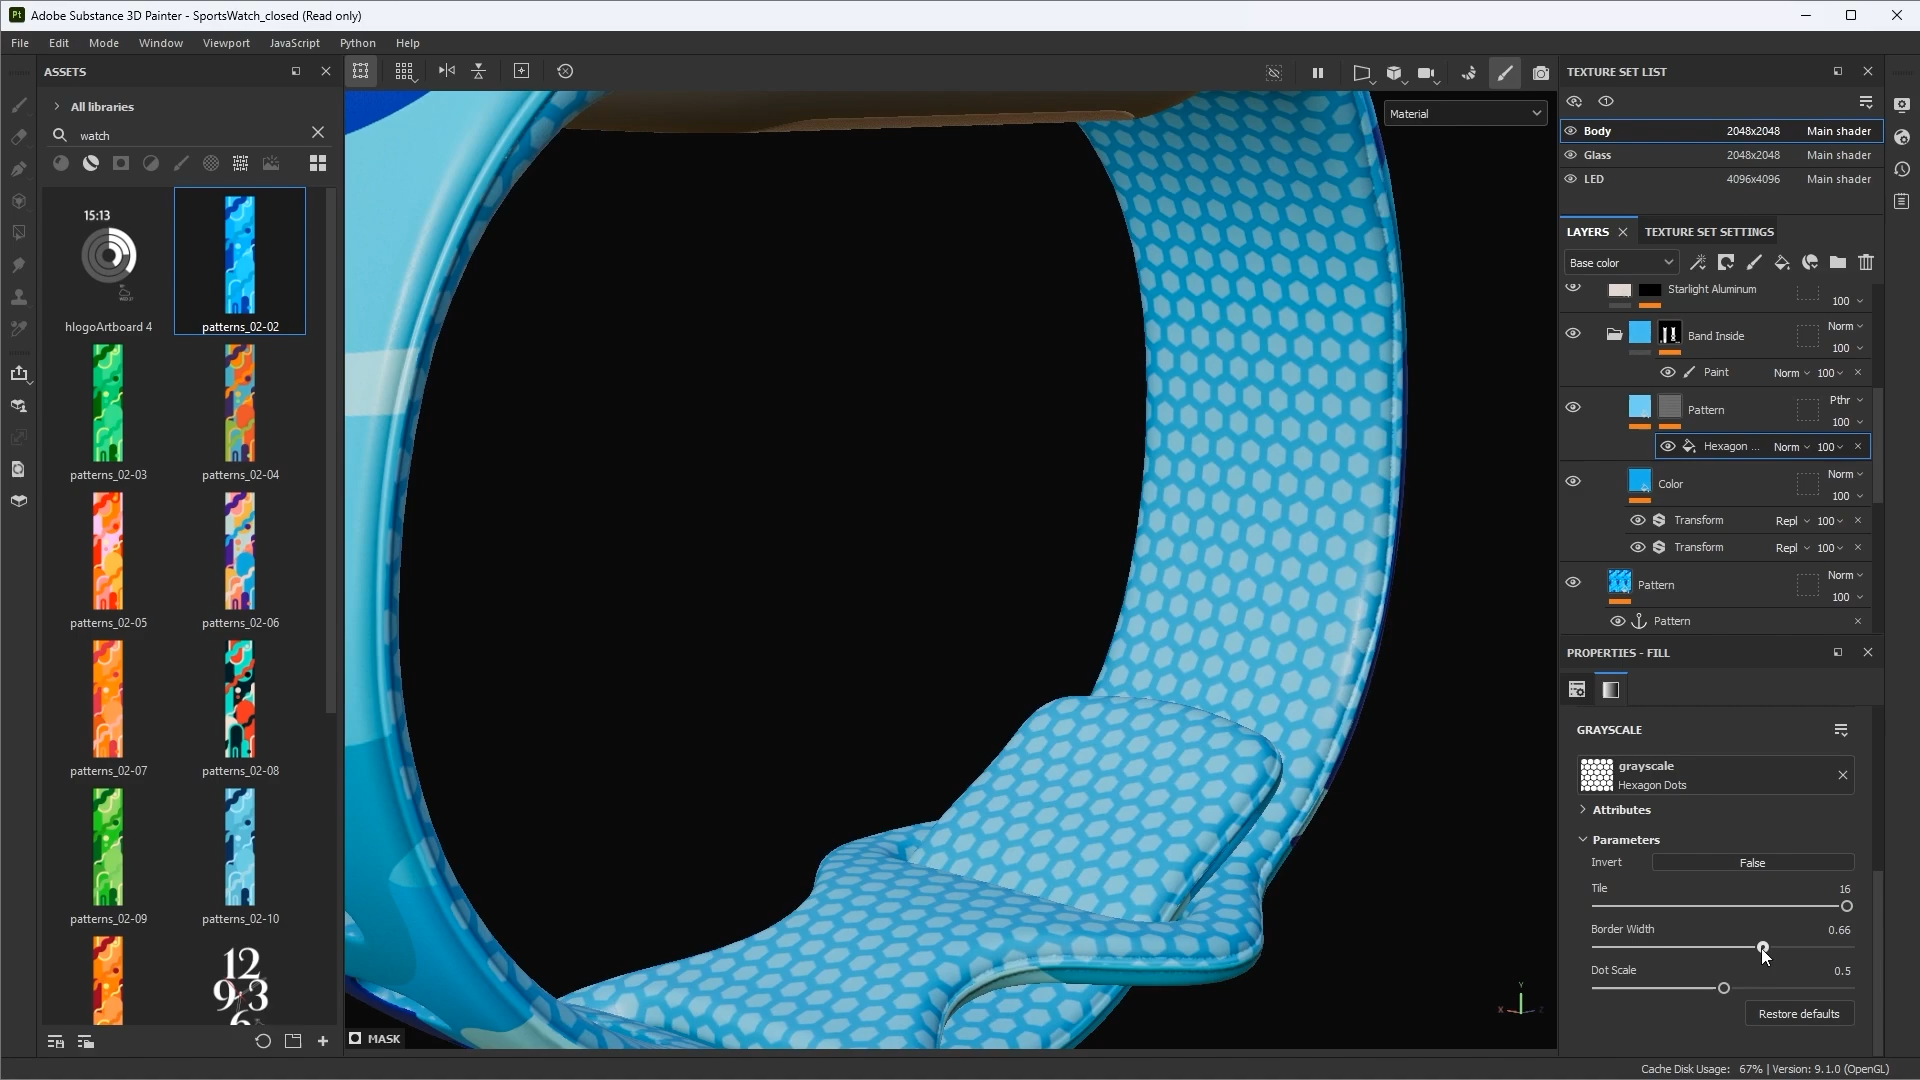 Pt Adobe Substance 3D Painter - SportsWatch_closed (Read only)
File Edit Mode Window Viewport JavaScript Python Help
ASSETS
All libraries
watch
15:13
hlogoArtboard 4
patterns_02-02
patterns_02-03
patterns_02-04
patterns_02-05
patterns_02-06
patterns_02-07
patterns_02-08
patterns_02-09
patterns_02-10
12
9 3
6
Material
Y
X
Z
MASK
TEXTURE SET LIST
Body 2048x2048 Main shader
Glass 2048x2048 Main shader
LED 4096x4096 Main shader
LAYERS TEXTURE SET SETTINGS
Base color
Starlight Aluminum
100
Band Inside Norm
100
Paint Norm 100
Pattern Pthr
100
Hexagon ... Norm 100
Color Norm
100
Transform Repl 100
Transform Repl 100
Pattern Norm
100
Pattern
PROPERTIES - FILL
GRAYSCALE
grayscale
Hexagon Dots
Attributes
Parameters
Invert False
Tile 16
Border Width 0.66
Dot Scale 0.5
Restore defaults
Cache Disk Usage: 67% | Version: 9.1.0 (OpenGL)